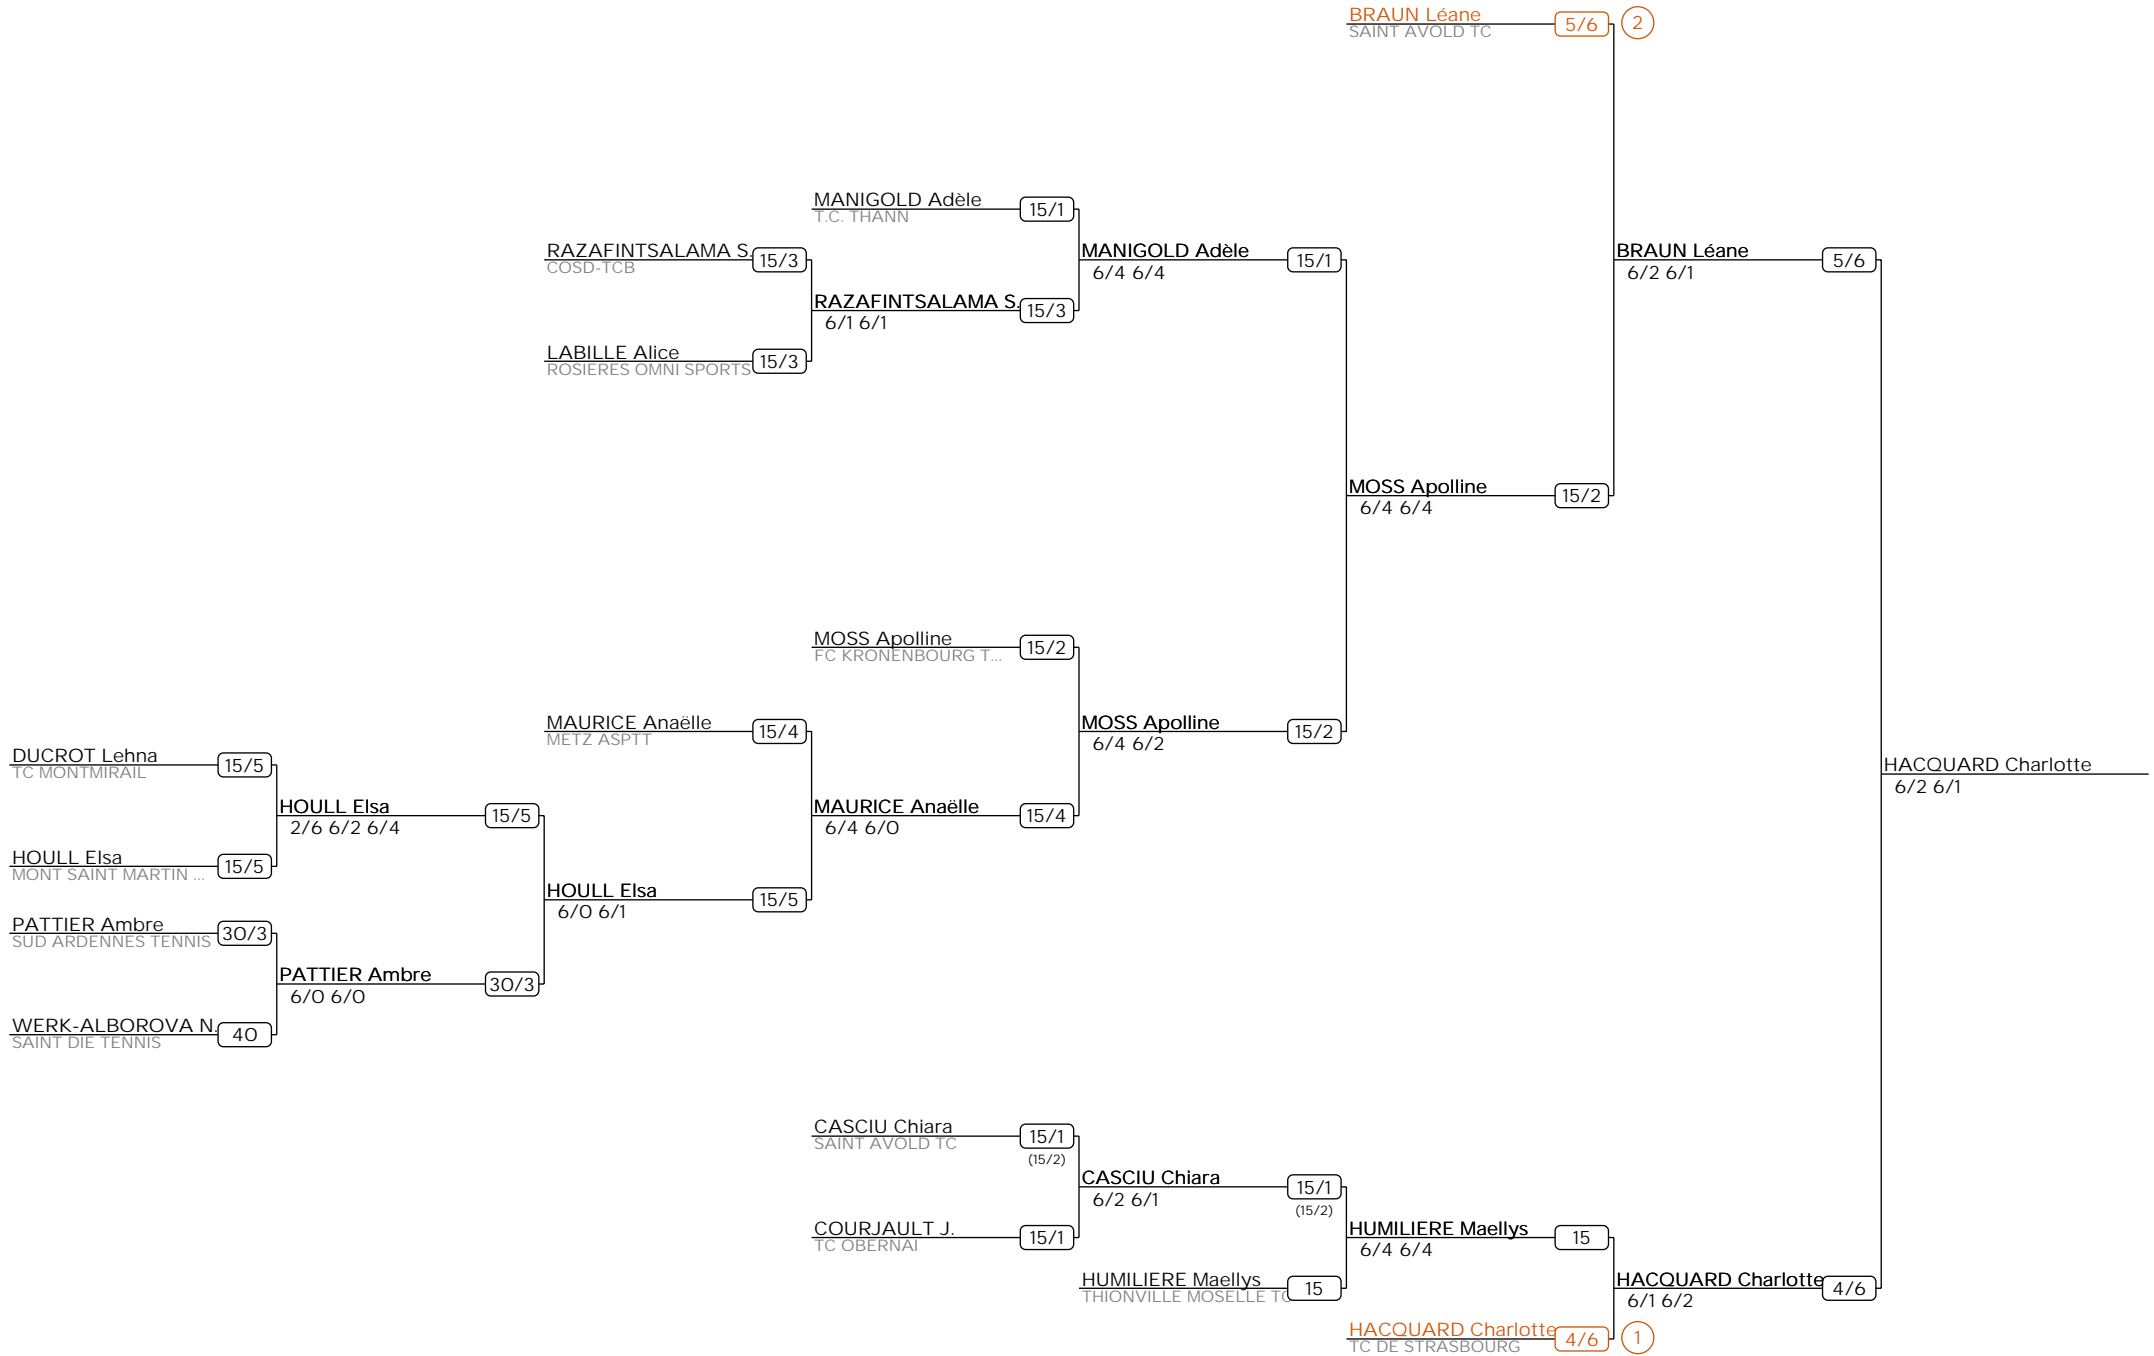 BRAUN Léane
5/6
2
SAINT AVOLD TC
MANIGOLD Adèle
15/1
T.C. THANN
RAZAFINTSALAMA S.
15/3
COSD-TCB
MANIGOLD Adèle
15/1
6/4 6/4
BRAUN Léane
5/6
6/2 6/1
RAZAFINTSALAMA S.
15/3
6/1 6/1
LABILLE Alice
15/3
ROSIERES OMNI SPORTS
MOSS Apolline
15/2
6/4 6/4
MOSS Apolline
15/2
FC KRONENBOURG T...
MAURICE Anaëlle
15/4
METZ ASPTT
MOSS Apolline
15/2
6/4 6/2
DUCROT Lehna
15/5
TC MONTMIRAIL
HACQUARD Charlotte
6/2 6/1
HOULL Elsa
15/5
2/6 6/2 6/4
MAURICE Anaëlle
15/4
6/4 6/0
HOULL Elsa
15/5
MONT SAINT MARTIN ...
HOULL Elsa
15/5
6/0 6/1
PATTIER Ambre
30/3
SUD ARDENNES TENNIS
PATTIER Ambre
30/3
6/0 6/0
WERK-ALBOROVA N.
40
SAINT DIE TENNIS
CASCIU Chiara
15/1
SAINT AVOLD TC
(15/2)
CASCIU Chiara
15/1
6/2 6/1
(15/2)
COURJAULT J.
15/1
TC OBERNAI
HUMILIERE Maellys
15
6/4 6/4
HUMILIERE Maellys
15
THIONVILLE MOSELLE TC
HACQUARD Charlotte
4/6
6/1 6/2
HACQUARD Charlotte
4/6
1
TC DE STRASBOURG